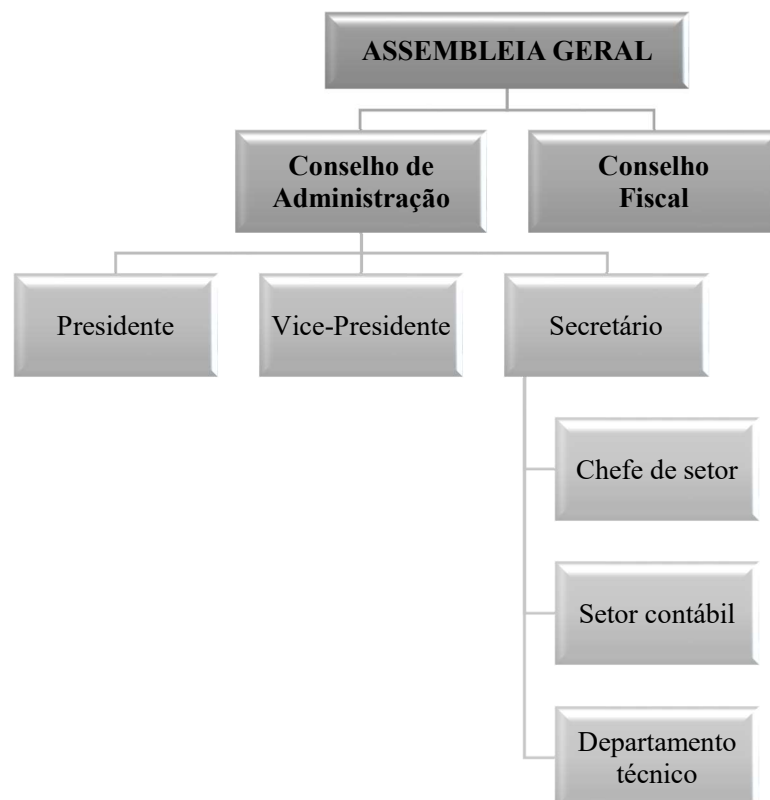 ASSEMBLEIA GERAL
Conselho de
Administração
Conselho
Fiscal
Presidente
Vice-Presidente
Secretário
Chefe de setor
Setor contábil
Departamento
técnico